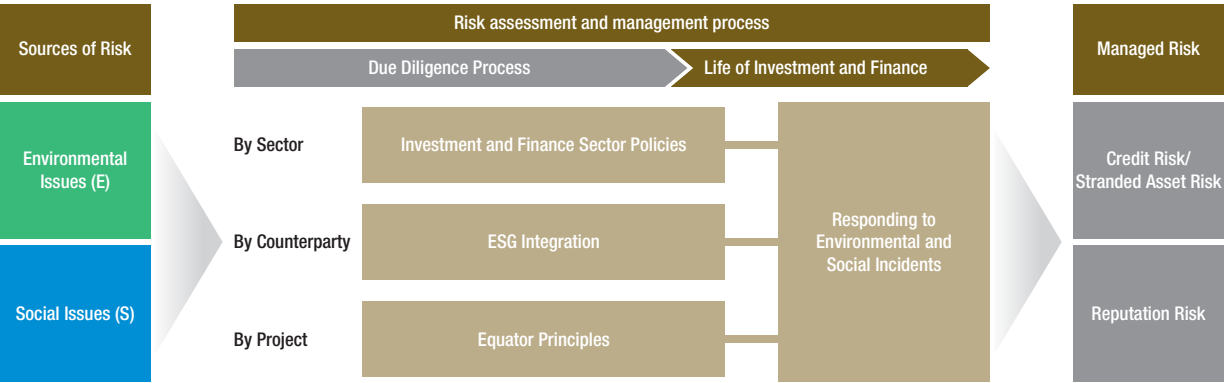 Sources of Risk
Risk assessment and management process
Due Diligence Process
Life of Investment and Finance
Managed Risk
Environmental
Issues (E)
Social Issues (S)
By Sector
Investment and Finance Sector Policies
By Counterparty
ESG Integration
By Project
Equator Principles
Responding to
Environmental and
Social Incidents
Credit Risk/
Stranded Asset Risk
Reputation Risk